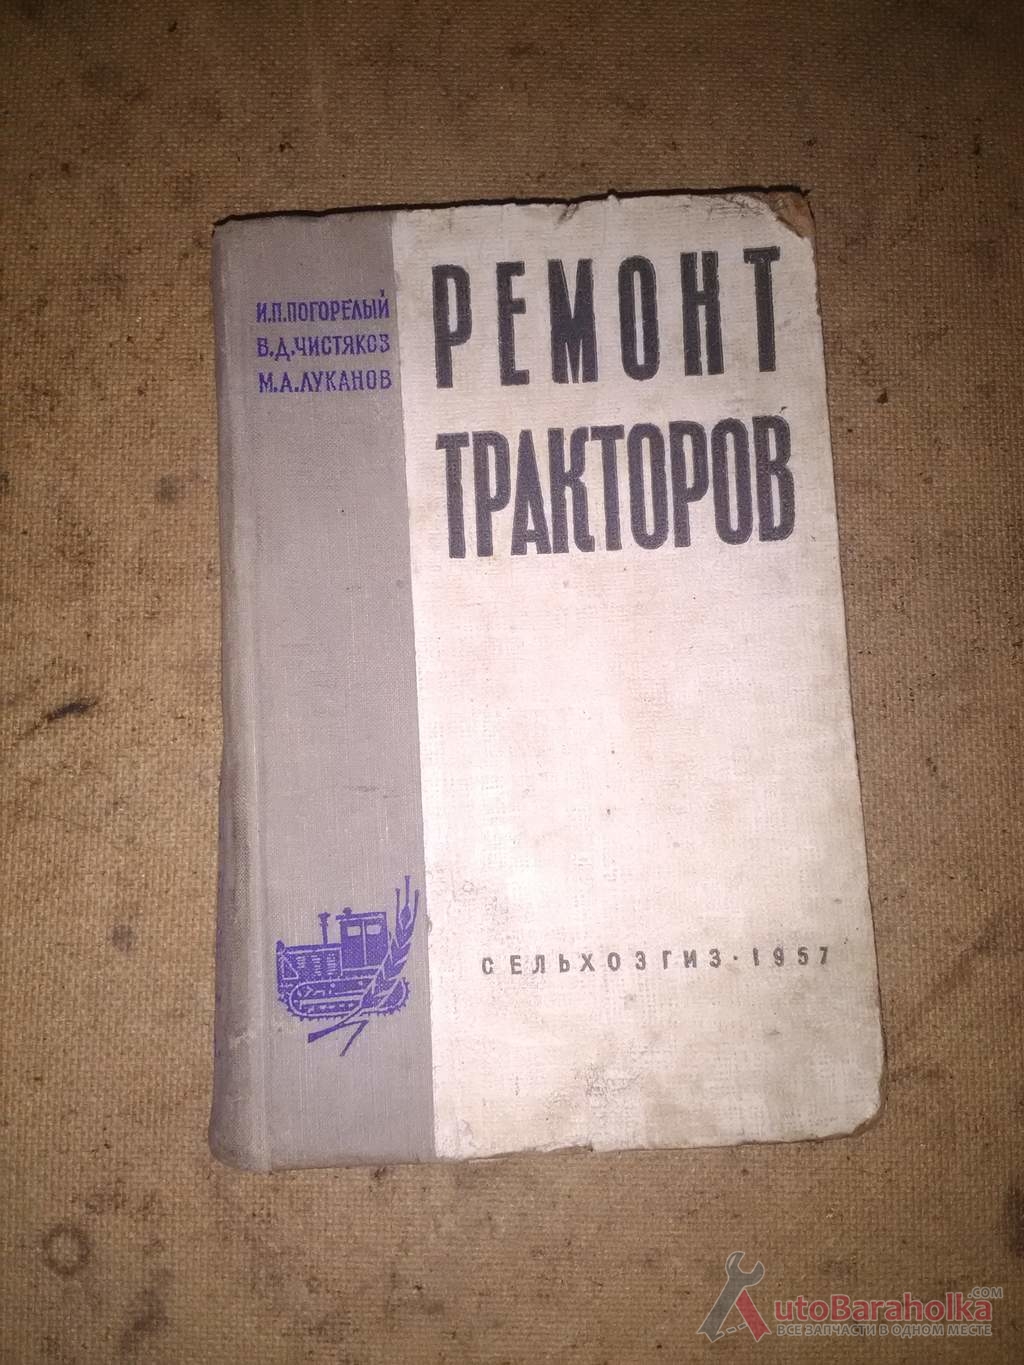 И.П.ПОГОРЕЛЫЙ
В.Д.ЧИСТЯКОВ
М.А.ЛУКАНОВ
РЕМОНТ
ТРАКТОРОВ
СЕЛЬХОЗГИЗ·1957
AutoBaraholka.COM
ВСЕ ЗАПЧАСТИ В ОДНОМ МЕСТЕ